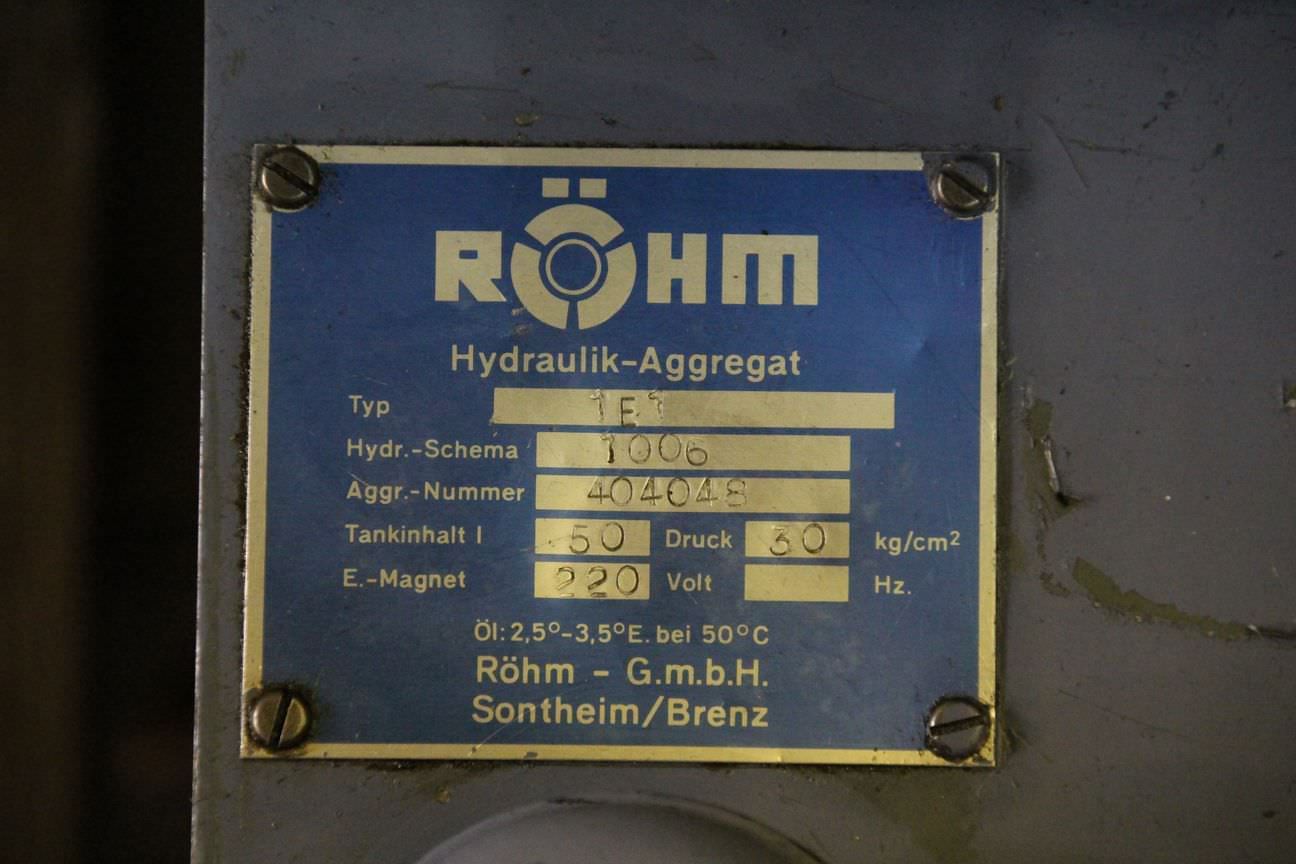 RÖHM
Hydraulik-Aggregat
Typ 1E1
Hydr.-Schema 1006
Aggr.-Nummer 404048
Tankinhalt l 50 Druck 30 kg/cm²
E.-Magnet 220 Volt Hz.
Öl: 2,5°-3,5°E. bei 50°C
Röhm - G.m.b.H.
Sontheim/Brenz